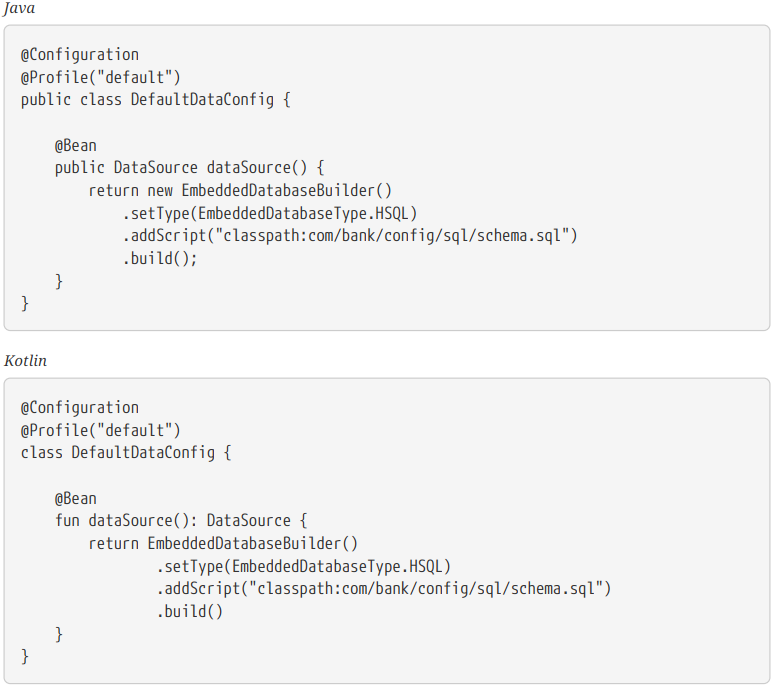 Java
@Configuration
@Profile("default")
public class DefaultDataConfig {
    @Bean
    public DataSource dataSource() {
        return new EmbeddedDatabaseBuilder()
            .setType(EmbeddedDatabaseType.HSQL)
            .addScript("classpath:com/bank/config/sql/schema.sql")
            .build();
    }
}
Kotlin
@Configuration
@Profile("default")
class DefaultDataConfig {
    @Bean
    fun dataSource(): DataSource {
        return EmbeddedDatabaseBuilder()
                .setType(EmbeddedDatabaseType.HSQL)
                .addScript("classpath:com/bank/config/sql/schema.sql")
                .build()
    }
}